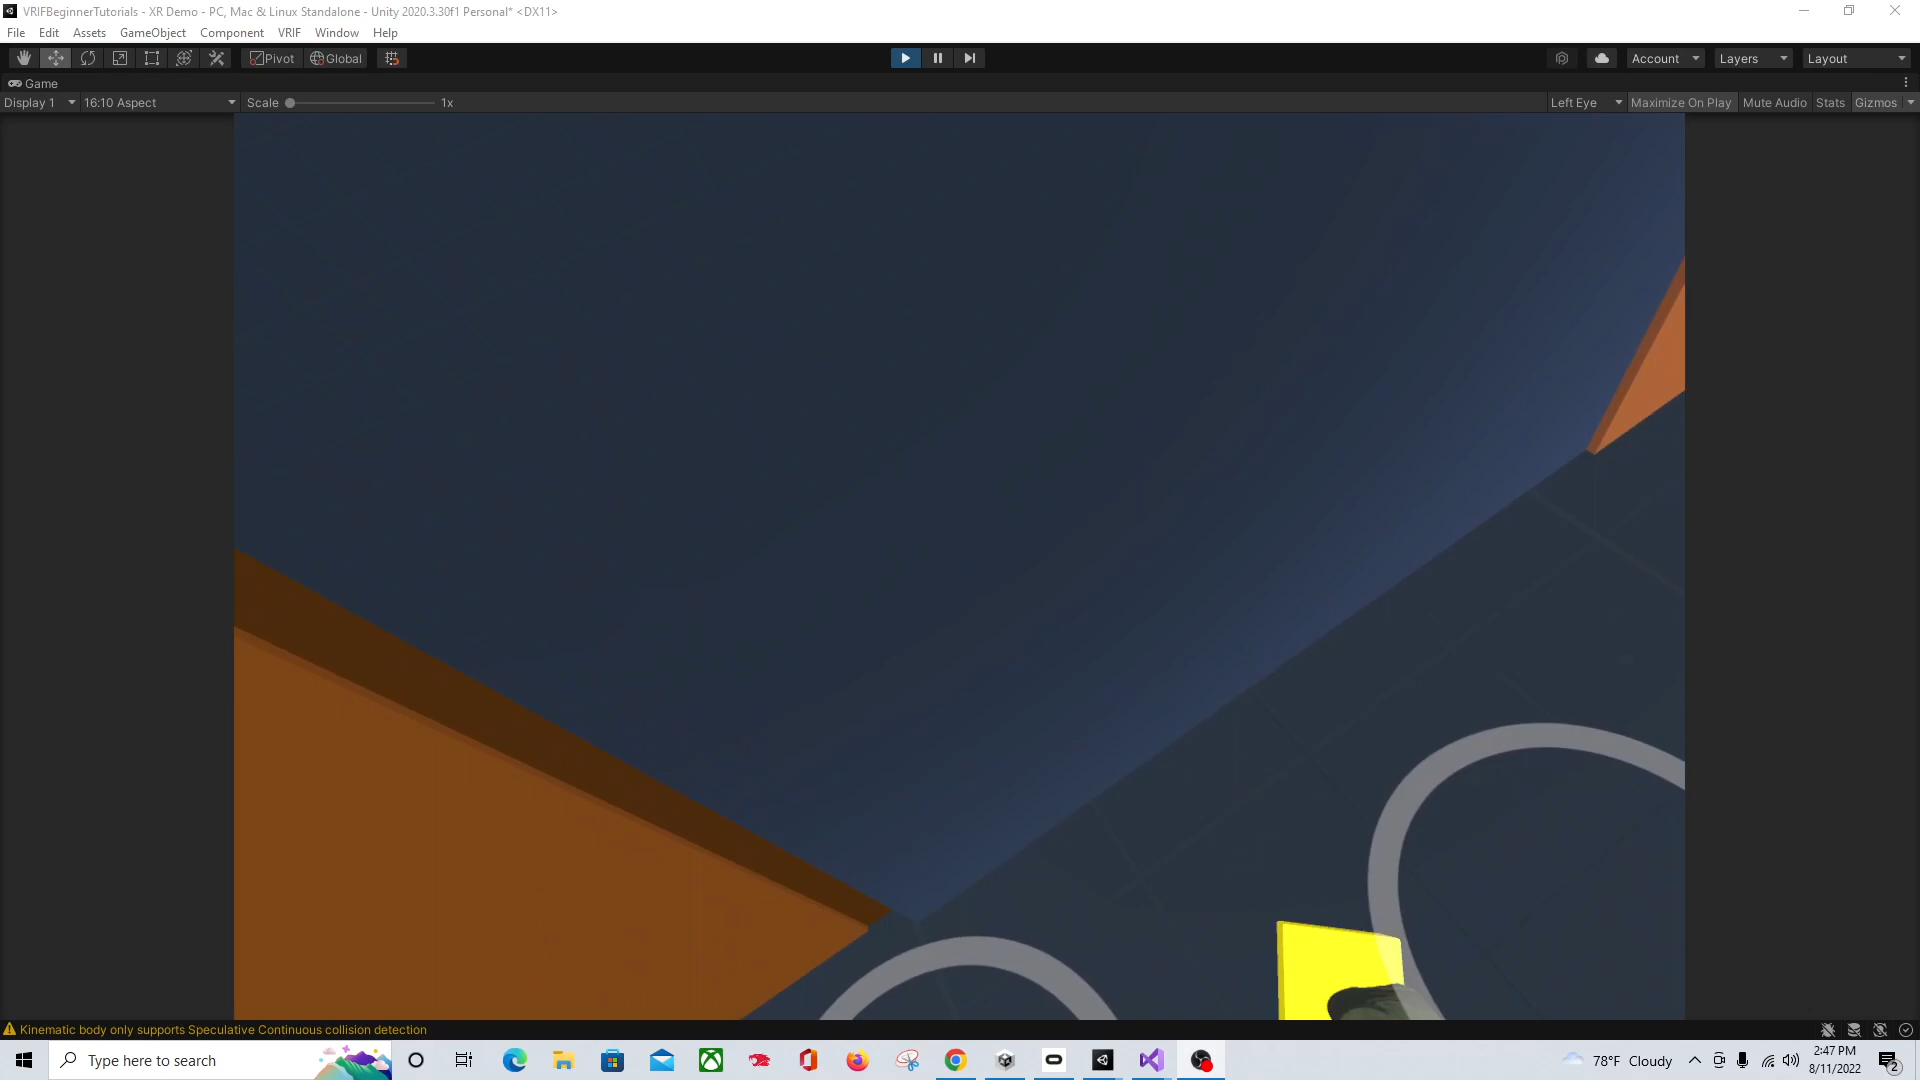 VRIFBeginnerTutorials - XR Demo - PC, Mac & Linux Standalone - Unity 2020.3.30f1 Personal* <DX11>
File Edit Assets GameObject Component VRIF Window Help
Pivot Global Account Layers Layout
Game
Display 1 16:10 Aspect Scale 1x Left Eye Maximize On Play Mute Audio Stats Gizmos
Kinematic body only supports Speculative Continuous collision detection
Type here to search 78°F Cloudy 2:47 PM
8/11/2022 2